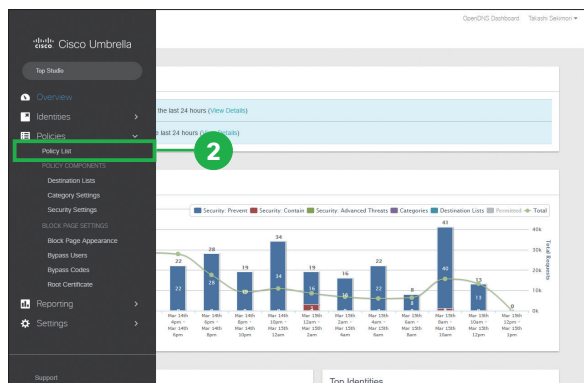 OpenDNS Dashboard Takashi Sekimon
cisco Cisco Umbrella
Top Studio
Overview
Identities
Policies
Policy List
POLICY COMPONENTS
Destination Lists
Category Settings
Security Settings
BLOCK PAGE SETTINGS
Block Page Appearance
Bypass Users
Bypass Codes
Root Certificate
Reporting
Settings
Support
2
the last 24 hours (View Details)
e last 24 hours (View Details)
Security: Prevent Security: Contain Security: Advanced Threats Categories Destination Lists Permitted Total
22 28 19 34 19 16 22 8 41 13 0
22 28 34 16 22 8 40 13
40k
30k
20k
10k
0k
Total Requests
Mar 14th 4pm - Mar 14th 6pm
Mar 14th 6pm - Mar 14th 8pm
Mar 14th 8pm - Mar 14th 10pm
Mar 14th 10pm - Mar 15th 12am
Mar 15th 12am - Mar 15th 2am
Mar 15th 2am - Mar 15th 4am
Mar 15th 4am - Mar 15th 6am
Mar 15th 6am - Mar 15th 8am
Mar 15th 8am - Mar 15th 10am
Mar 15th 10am - Mar 15th 12pm
Mar 15th 12pm - Mar 15th 1pm
Top Identities